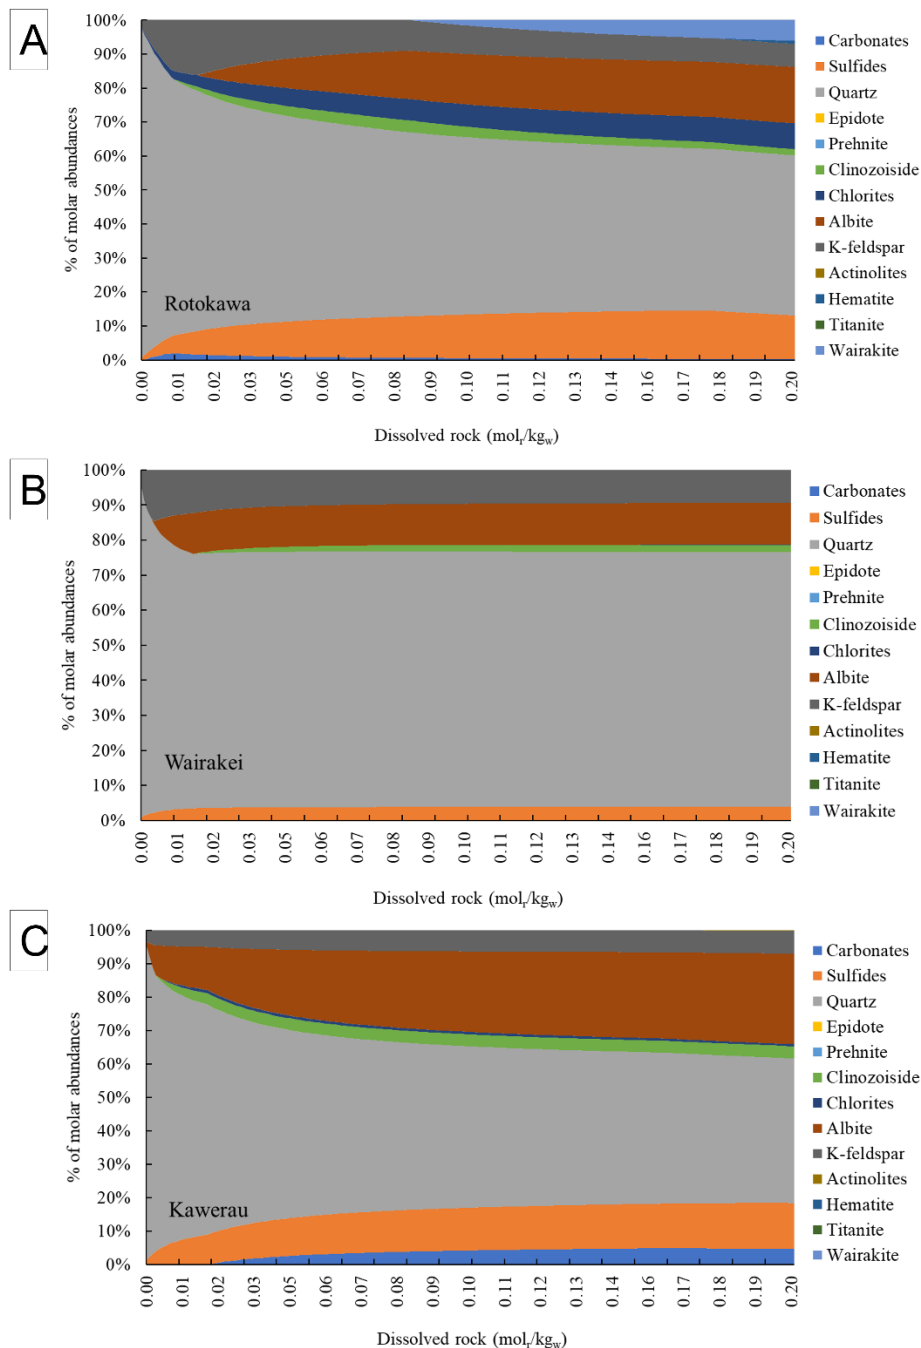 A
100%
90%
80%
70%
60%
50%
40%
30%
20%
10%
0%
% of molar abundances
Rotokawa
0.00 0.01 0.02 0.03 0.05 0.06 0.07 0.08 0.09 0.10 0.11 0.12 0.13 0.14 0.16 0.17 0.18 0.19 0.20
Dissolved rock (molr/kgw)
Carbonates
Sulfides
Quartz
Epidote
Prehnite
Clinozoiside
Chlorites
Albite
K-feldspar
Actinolites
Hematite
Titanite
Wairakite
B
100%
90%
80%
70%
60%
50%
40%
30%
20%
10%
0%
% of molar abundances
Wairakei
0.00 0.01 0.02 0.03 0.05 0.06 0.07 0.08 0.09 0.10 0.11 0.12 0.13 0.14 0.16 0.17 0.18 0.19 0.20 0.20
Dissolved rock (molr/kgw)
Carbonates
Sulfides
Quartz
Epidote
Prehnite
Clinozoiside
Chlorites
Albite
K-feldspar
Actinolites
Hematite
Titanite
Wairakite
C
100%
90%
80%
70%
60%
50%
40%
30%
20%
10%
0%
% of molar abundances
Kawerau
0.00 0.01 0.02 0.03 0.05 0.06 0.07 0.08 0.09 0.10 0.11 0.12 0.13 0.14 0.16 0.17 0.18 0.19 0.20
Dissolved rock (molr/kgw)
Carbonates
Sulfides
Quartz
Epidote
Prehnite
Clinozoiside
Chlorites
Albite
K-feldspar
Actinolites
Hematite
Titanite
Wairakite